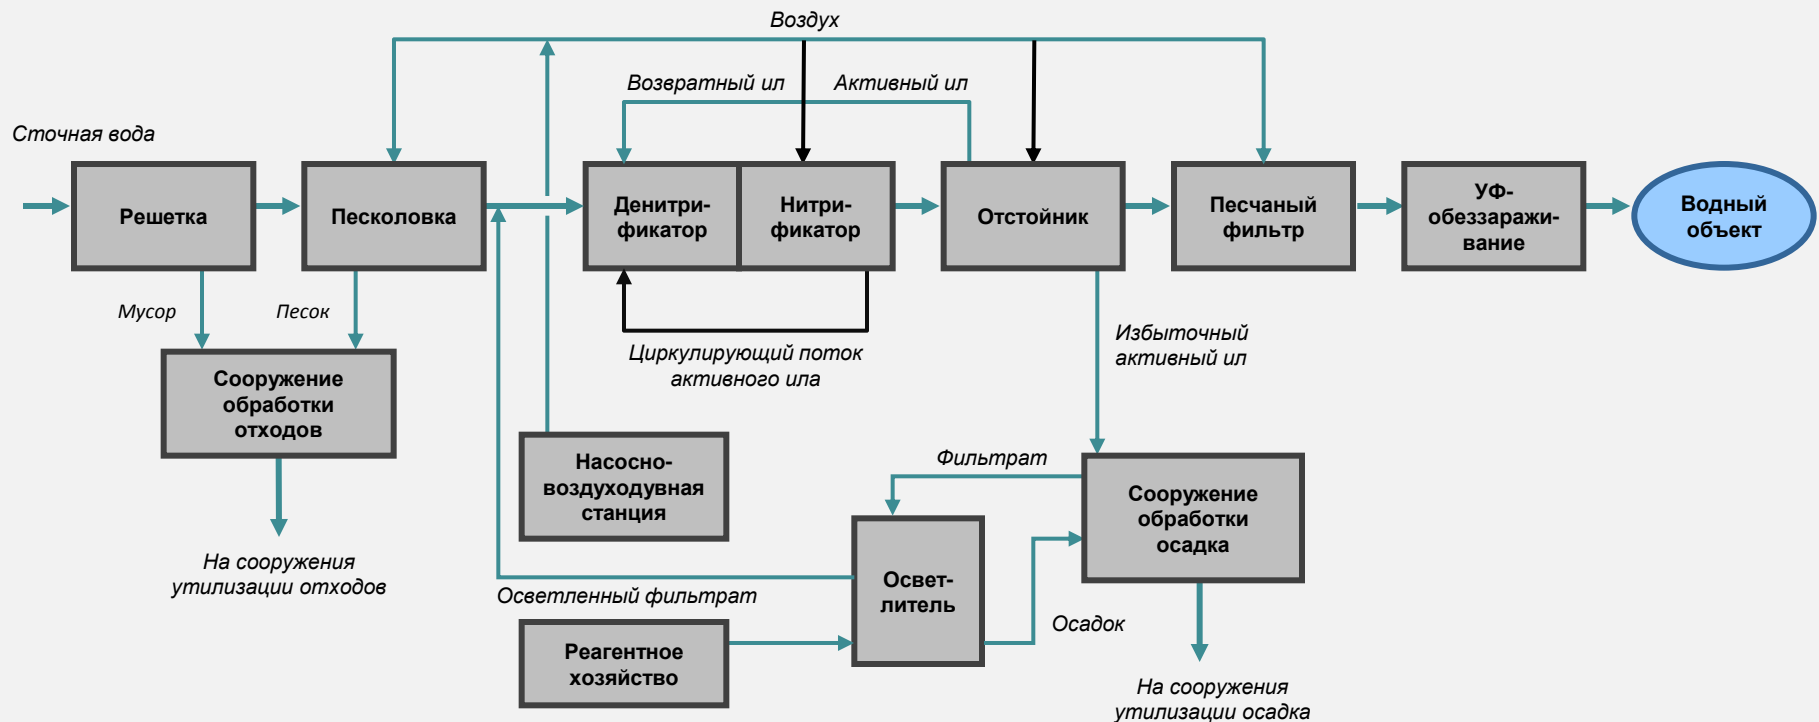 Воздух
Возвратный ил
Активный ил
Сточная вода
Решетка
Песколовка
Денитри-
фикатор
Нитри-
фикатор
Отстойник
Песчаный
фильтр
УФ-
обеззаражи-
вание
Водный
объект
Мусор
Песок
Циркулирующий поток
активного ила
Избыточный
активный ил
Сооружение
обработки
отходов
Насосно-
воздуходувная
станция
Фильтрат
Сооружение
обработки
осадка
На сооружения
утилизации отходов
Осветленный фильтрат
Освет-
литель
Осадок
Реагентное
хозяйство
На сооружения
утилизации осадка